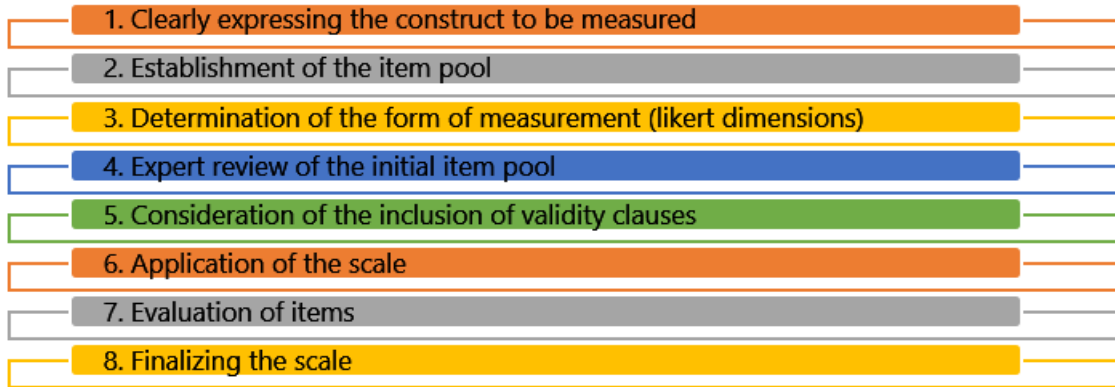 1. Clearly expressing the construct to be measured
2. Establishment of the item pool
3. Determination of the form of measurement (likert dimensions)
4. Expert review of the initial item pool
5. Consideration of the inclusion of validity clauses
6. Application of the scale
7. Evaluation of items
8. Finalizing the scale